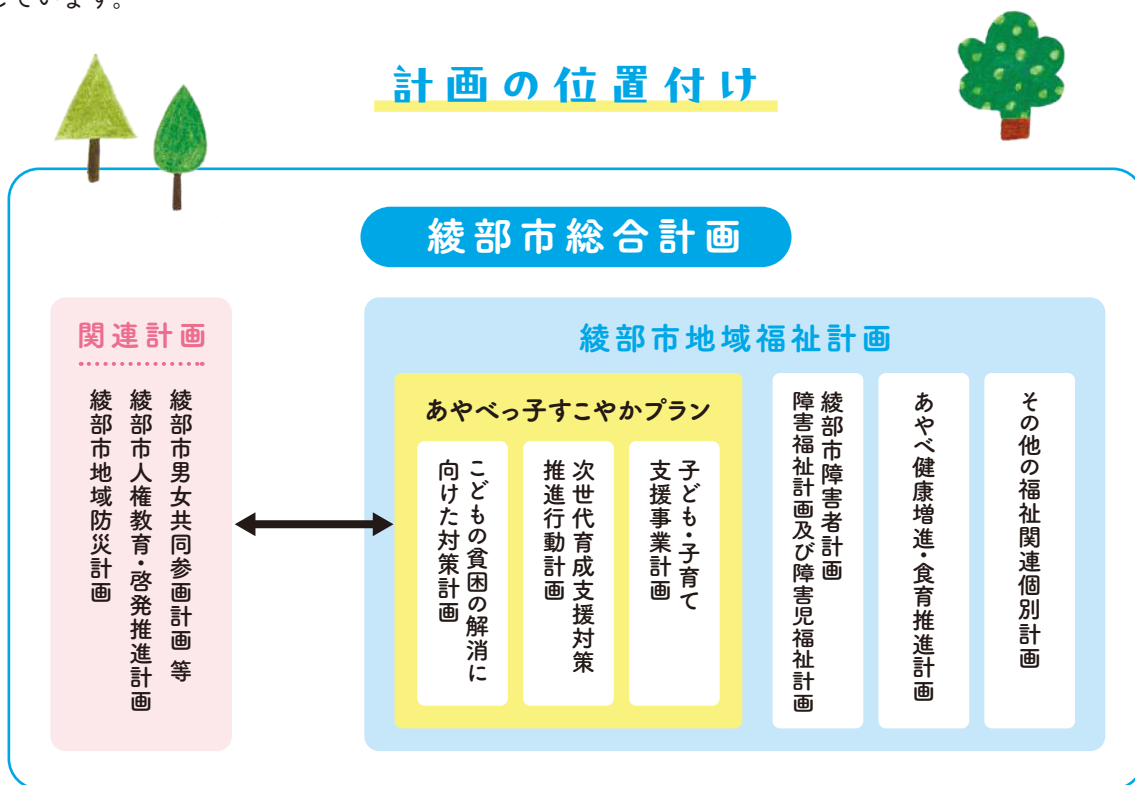 しています。
計画の位置付け
綾部市総合計画
関連計画
綾部市男女共同参画計画 等
綾部市人権教育・啓発推進計画
綾部市地域防災計画
綾部市地域福祉計画
あやべっ子すこやかプラン
こどもの貧困の解消に
向けた対策計画
次世代育成支援対策
推進行動計画
子ども・子育て
支援事業計画
綾部市障害者計画
障害福祉計画及び障害児福祉計画
あやべ健康増進・食育推進計画
その他の福祉関連個別計画